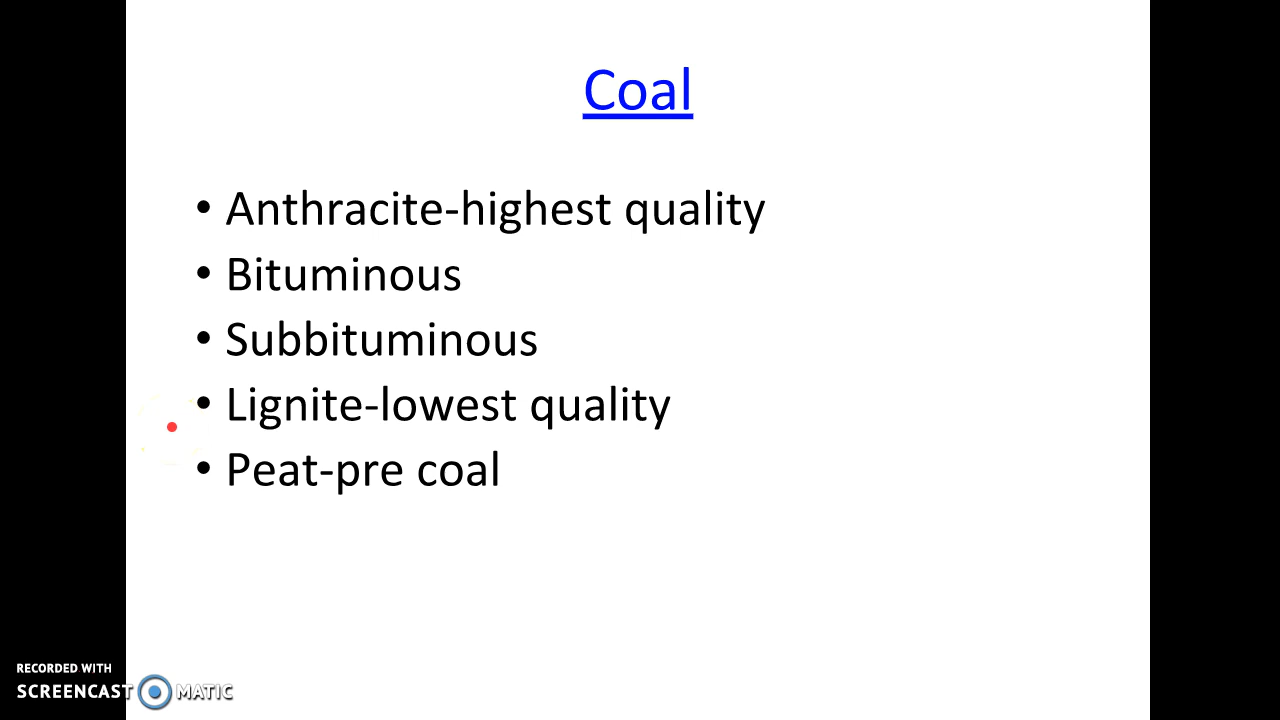 Coal
• Anthracite-highest quality
• Bituminous
• Subbituminous
• Lignite-lowest quality
• Peat-pre coal
RECORDED WITH
SCREENCAST MATIC